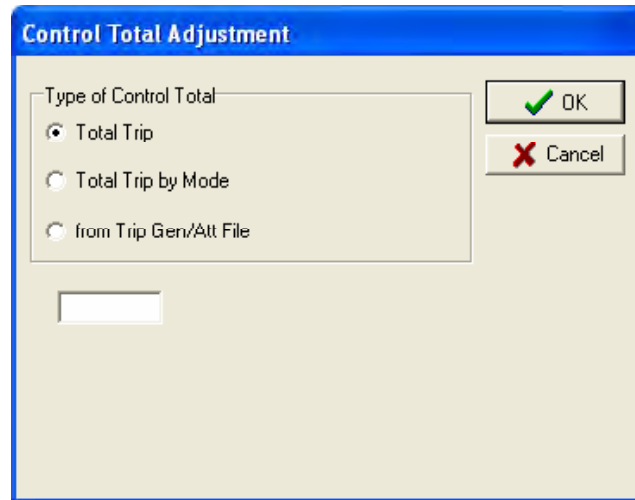 Control Total Adjustment
Type of Control Total
Total Trip
Total Trip by Mode
from Trip Gen/Att File
OK
Cancel